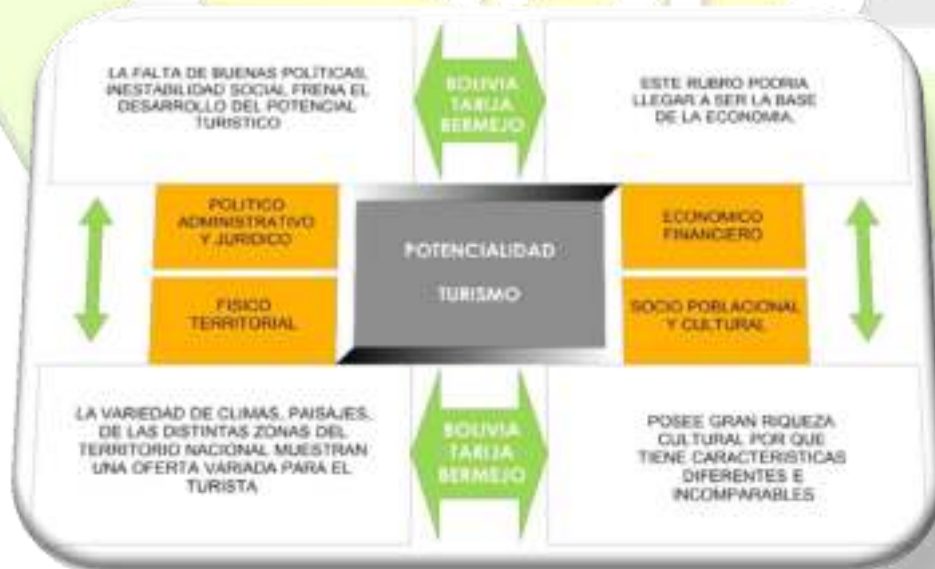 LA FALTA DE BUENAS POLÍTICAS,
INESTABILIDAD SOCIAL FRENA EL
DESARROLLO DEL POTENCIAL
TURISTICO
BOLIVIA
TARIJA
BERMEJO
ESTE RUBRO PODRIA
LLEGAR A SER LA BASE
DE LA ECONOMIA.
POLITICO
ADMINISTRATIVO
Y JURIDICO
POTENCIALIDAD
TURISMO
ECONOMICO
FINANCIERO
FISICO
TERRITORIAL
SOCIO POBLACIONAL
Y CULTURAL
LA VARIEDAD DE CLIMAS, PAISAJES,
DE LAS DISTINTAS ZONAS DEL
TERRITORIO NACIONAL MUESTRAN
UNA OFERTA VARIADA PARA EL
TURISTA
BOLIVIA
TARIJA
BERMEJO
POSEE GRAN RIQUEZA
CULTURAL POR QUE
TIENE CARACTERISTICAS
DIFERENTES E
INCOMPARABLES